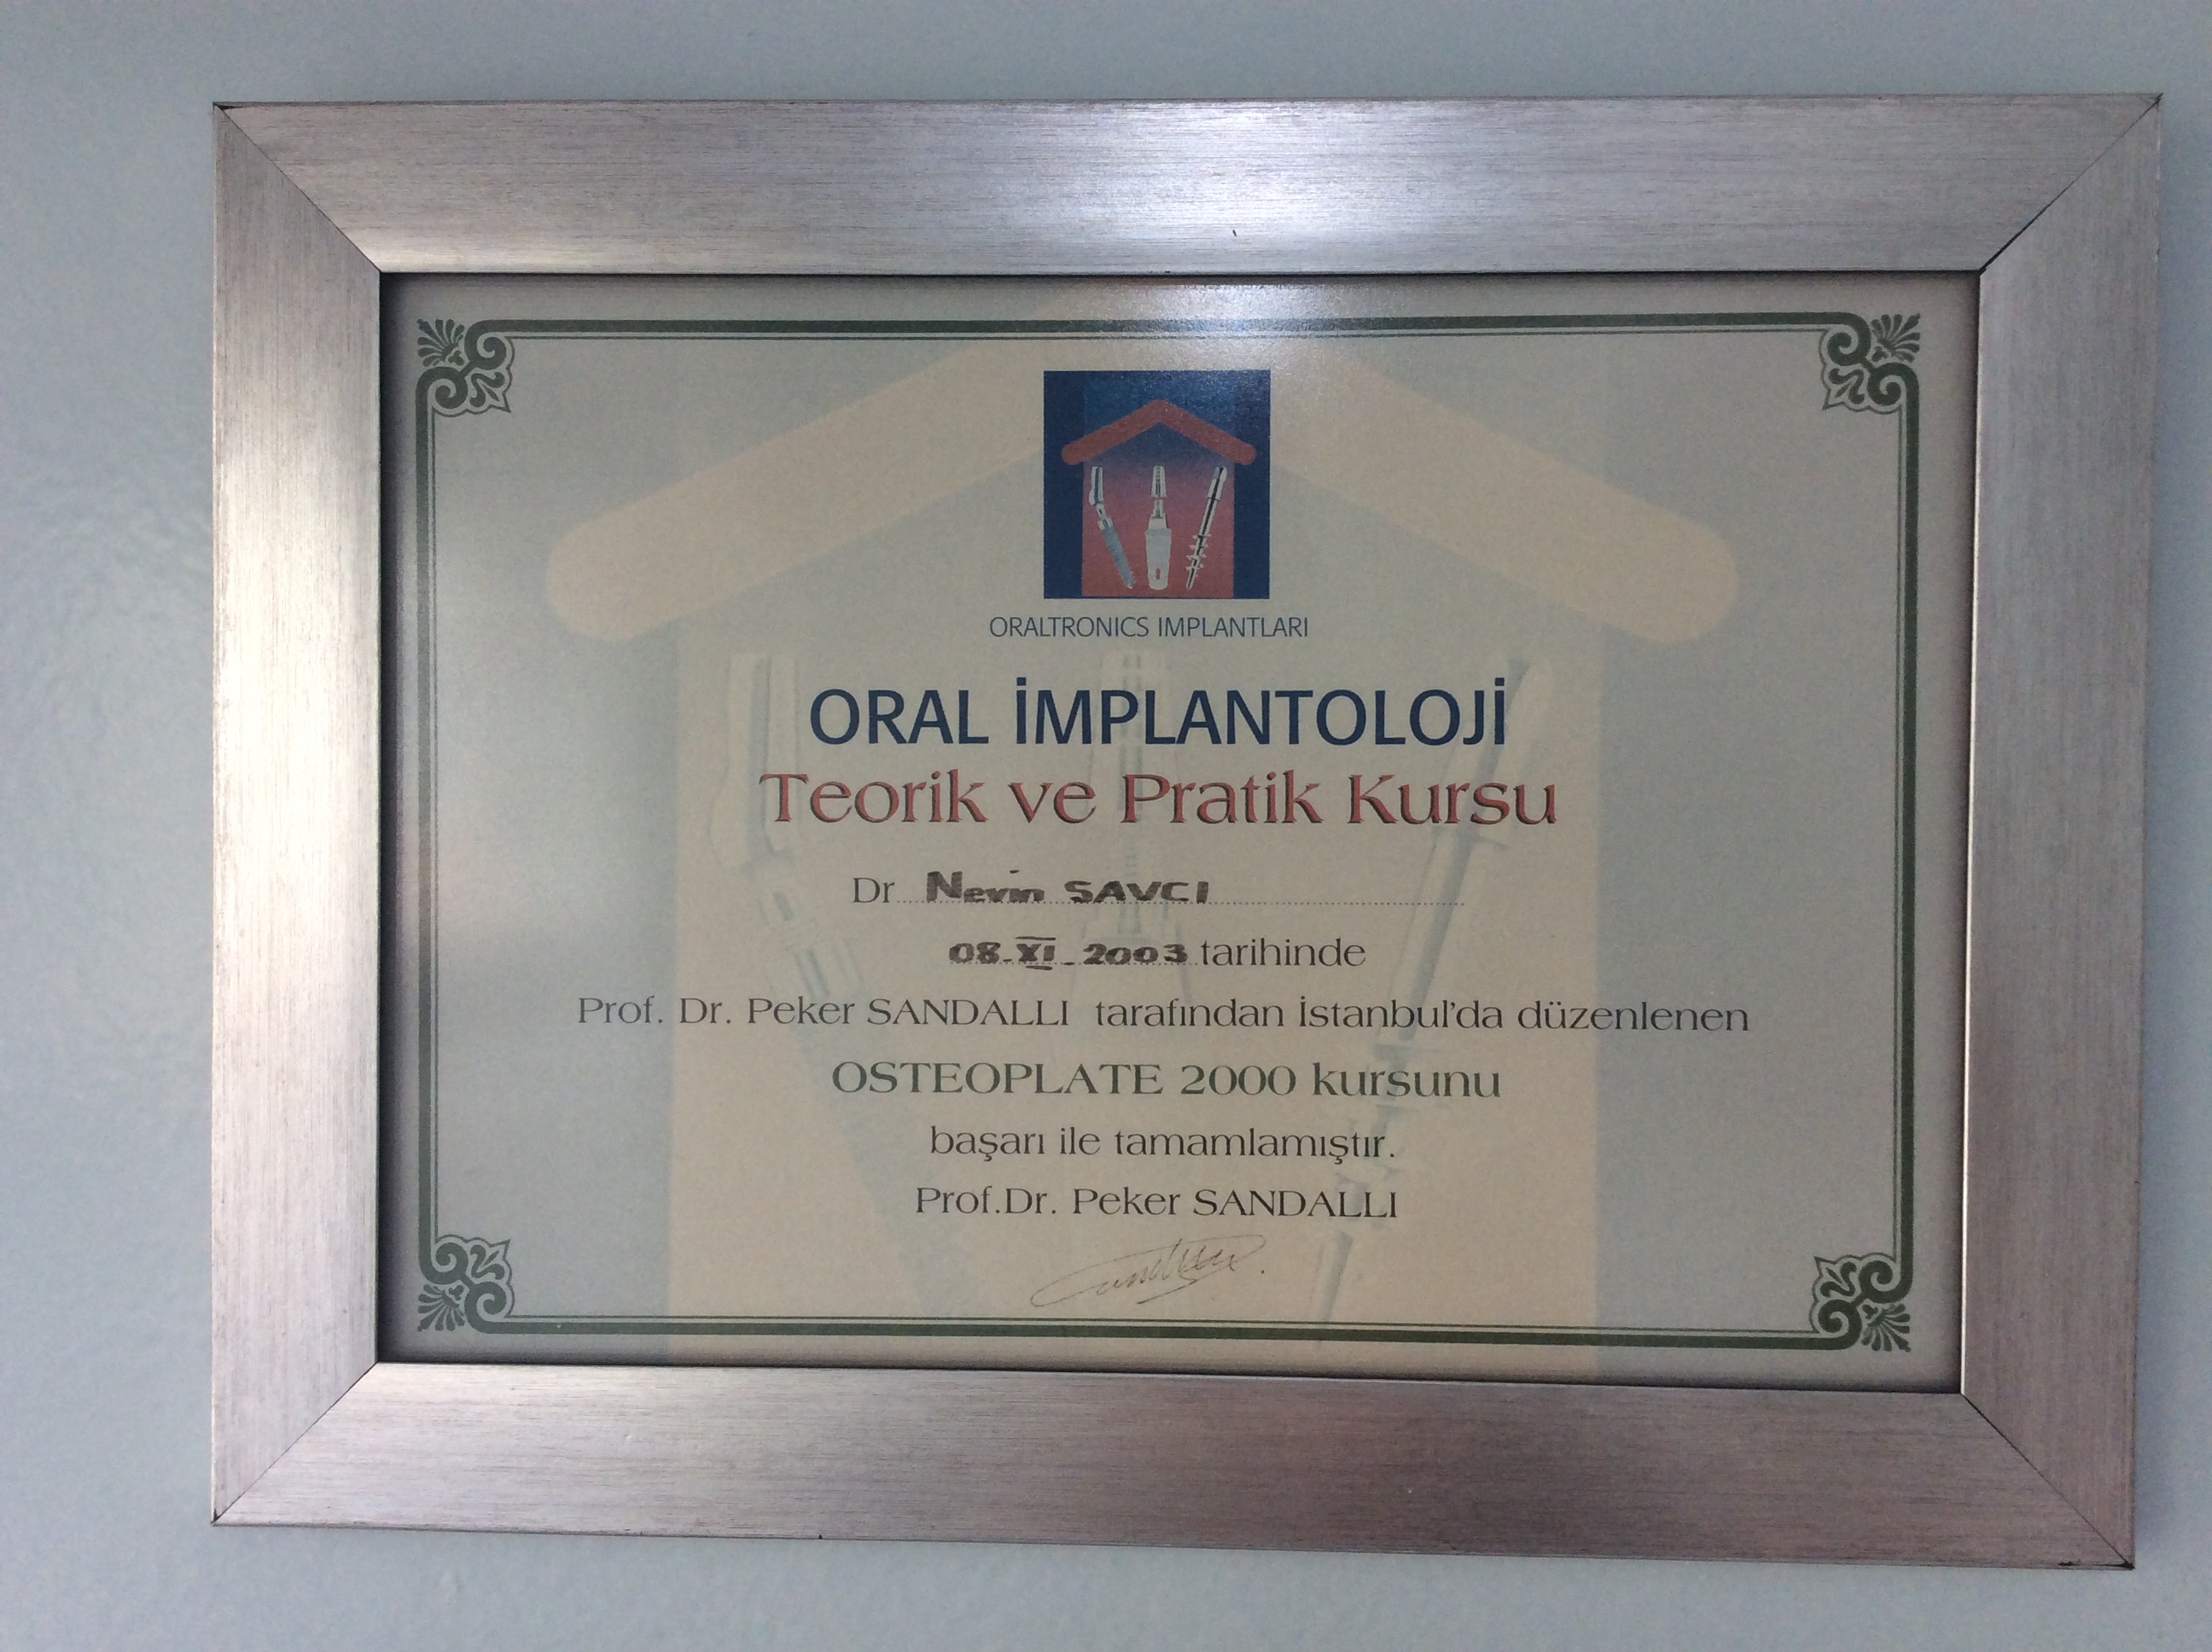 ORALTRONICS IMPLANTLARI
ORAL İMPLANTOLOJİ
Teorik ve Pratik Kursu
Dr Nevin SAVCI
08.XI.2003 tarihinde
Prof. Dr. Peker SANDALLI tarafından İstanbul'da düzenlenen
OSTEOPLATE 2000 kursunu
başarı ile tamamlamıştır.
Prof.Dr. Peker SANDALLI